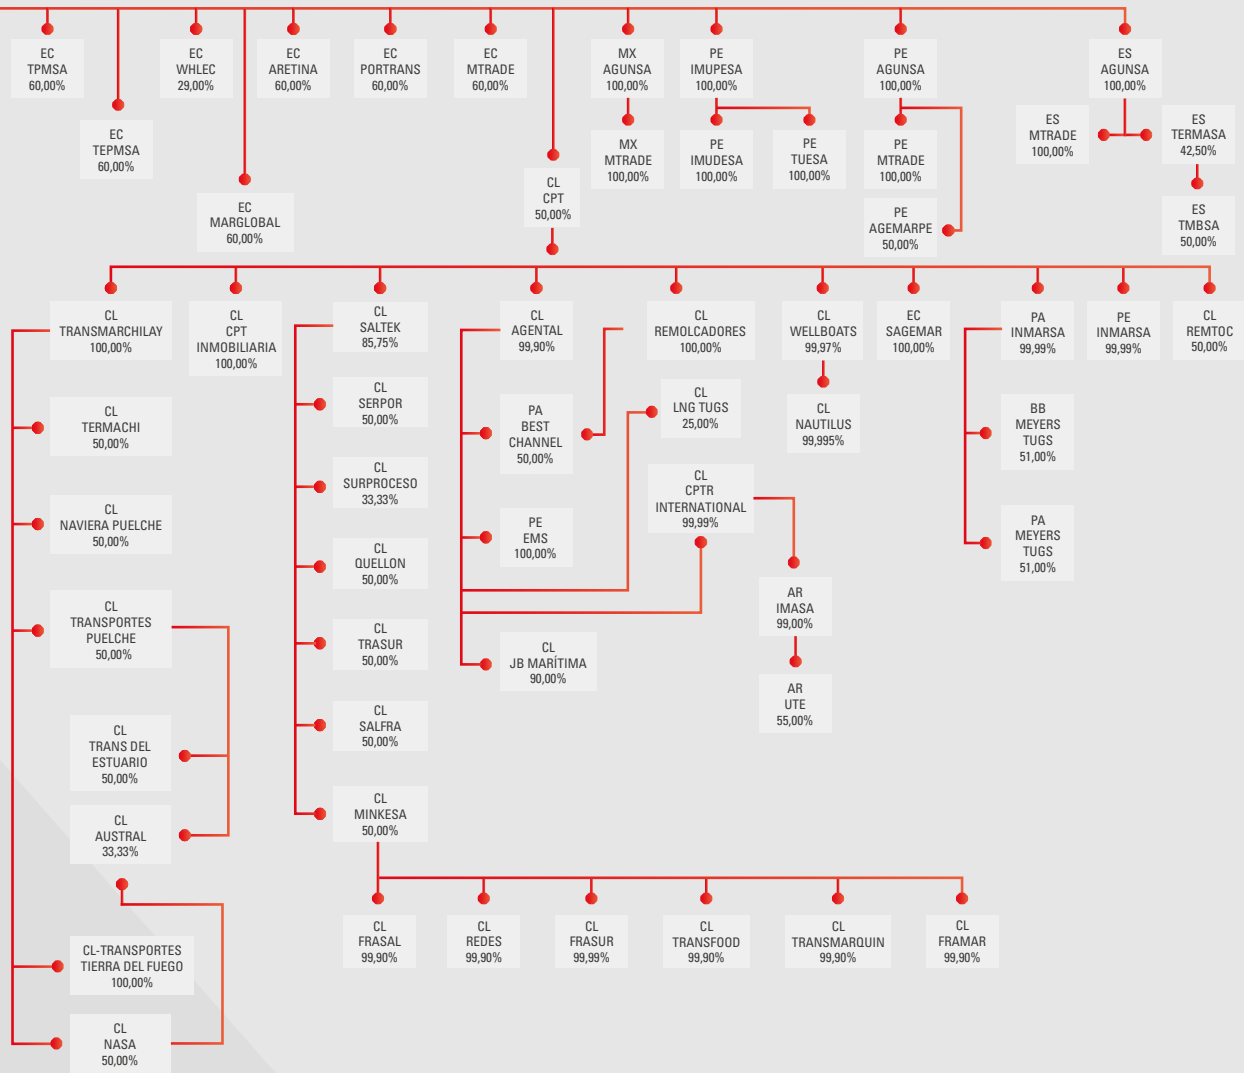 EC
TPMSA
60,00%
EC
WHLEC
29,00%
EC
ARETINA
60,00%
EC
PORTRANS
60,00%
EC
MTRADE
60,00%
MX
AGUNSA
100,00%
PE
IMUPESA
100,00%
PE
AGUNSA
100,00%
ES
AGUNSA
100,00%
EC
TEPMSA
60,00%
EC
MARGLOBAL
60,00%
CL
CPT
50,00%
MX
MTRADE
100,00%
PE
IMUDESA
100,00%
PE
TUESA
100,00%
PE
MTRADE
100,00%
PE
AGEMARPE
50,00%
ES
MTRADE
100,00%
ES
TERMASA
42,50%
ES
TMBSA
50,00%
CL
TRANSMARCHILAY
100,00%
CL
CPT
INMOBILIARIA
100,00%
CL
SALTEK
85,75%
CL
AGENTAL
99,90%
CL
REMOLCADORES
100,00%
CL
WELLBOATS
99,97%
EC
SAGEMAR
100,00%
PA
INMARSA
99,99%
PE
INMARSA
99,99%
CL
REMTOC
50,00%
CL
TERMACHI
50,00%
CL
NAVIERA PUELCHE
50,00%
CL
TRANSPORTES
PUELCHE
50,00%
CL
TRANS DEL
ESTUARIO
50,00%
CL
AUSTRAL
33,33%
CL-TRANSPORTES
TIERRA DEL FUEGO
100,00%
CL
NASA
50,00%
CL
SERPOR
50,00%
CL
SURPROCESO
33,33%
CL
QUELLON
50,00%
CL
TRASUR
50,00%
CL
SALFRA
50,00%
CL
MINKESA
50,00%
PA
BEST
CHANNEL
50,00%
PE
EMS
100,00%
CL
JB MARÍTIMA
90,00%
CL
LNG TUGS
25,00%
CL
CPTR
INTERNATIONAL
99,99%
AR
IMASA
99,00%
AR
UTE
55,00%
CL
NAUTILUS
99,995%
BB
MEYERS
TUGS
51,00%
PA
MEYERS
TUGS
51,00%
CL
FRASAL
99,90%
CL
REDES
99,90%
CL
FRASUR
99,99%
CL
TRANSFOOD
99,90%
CL
TRANSMARQUIN
99,90%
CL
FRAMAR
99,90%